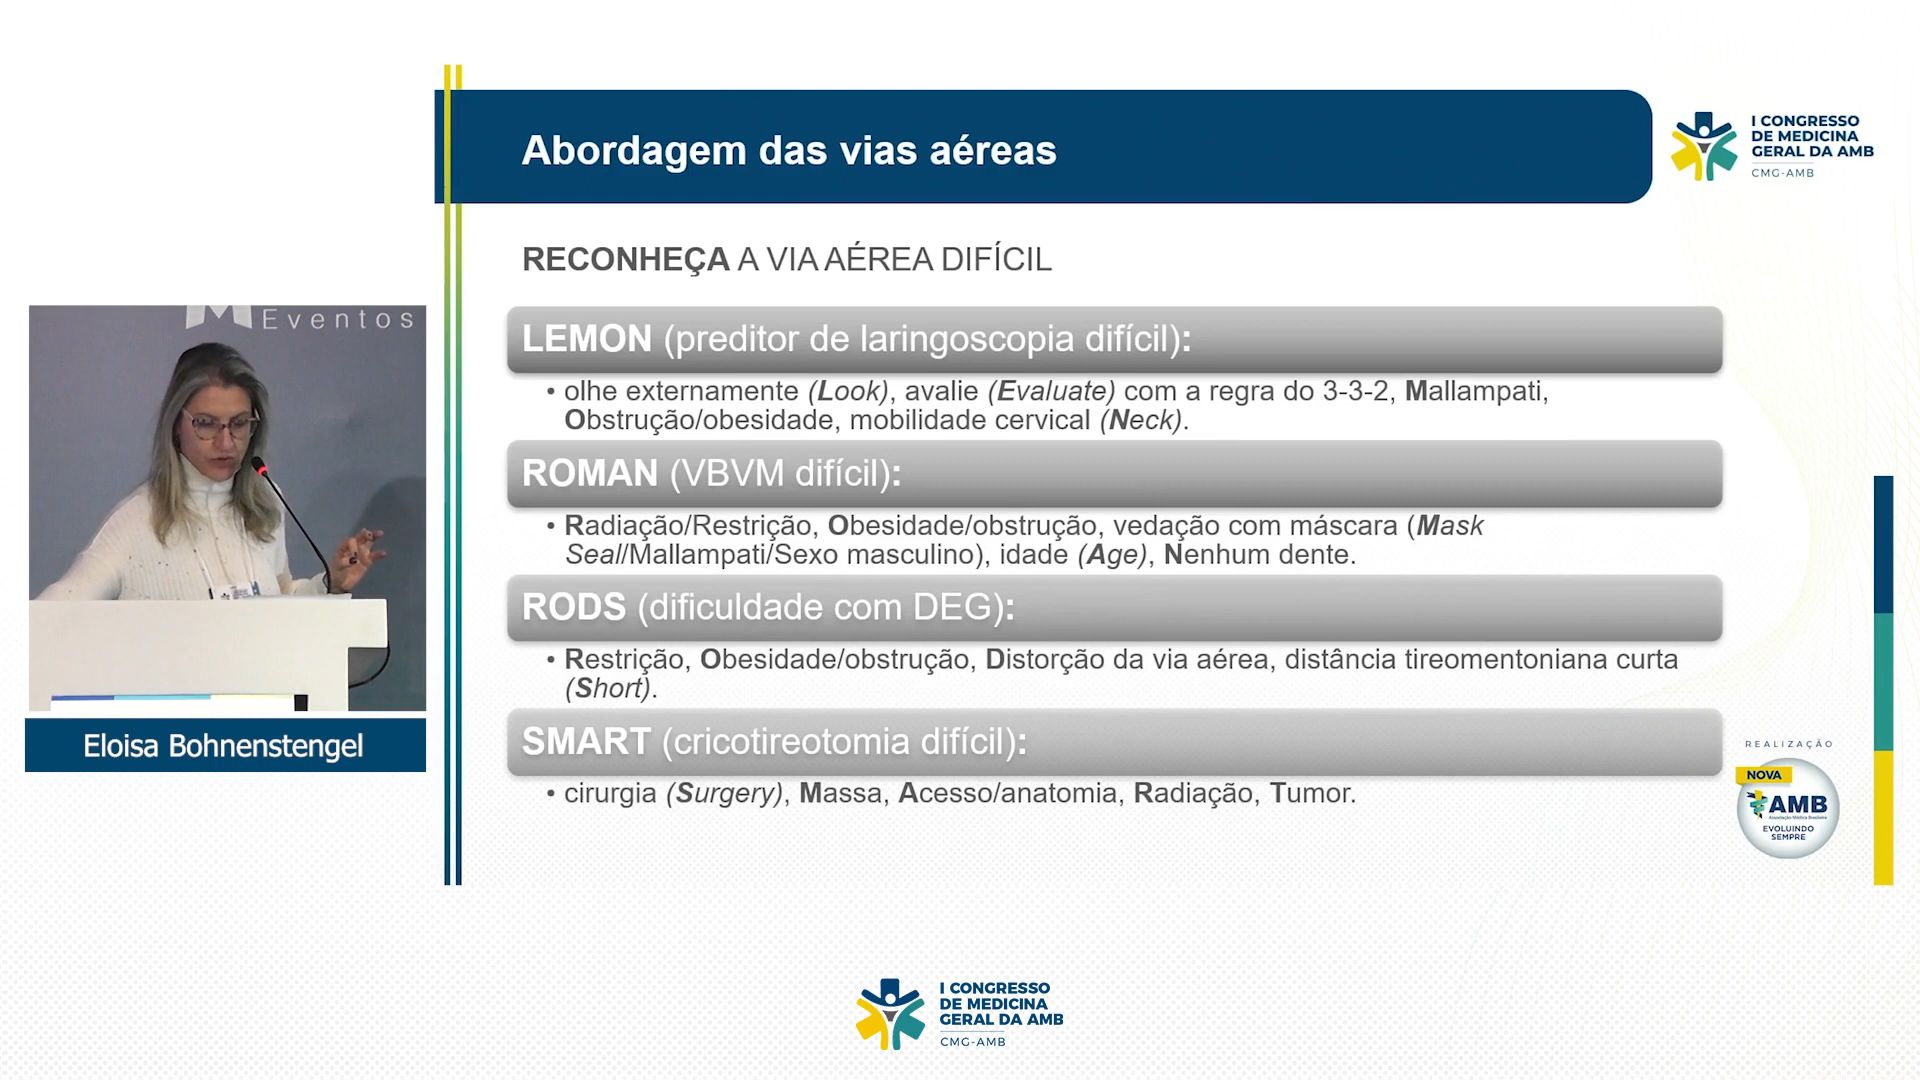 Abordagem das vias aéreas
I CONGRESSO
DE MEDICINA
GERAL DA AMB
CMG-AMB
RECONHEÇA A VIA AÉREA DIFÍCIL
LEMON (preditor de laringoscopia difícil):
• olhe externamente (Look), avalie (Evaluate) com a regra do 3-3-2, Mallampati,
Obstrução/obesidade, mobilidade cervical (Neck).
ROMAN (VBVM difícil):
• Radiação/Restrição, Obesidade/obstrução, vedação com máscara (Mask
Seal/Mallampati/Sexo masculino), idade (Age), Nenhum dente.
RODS (dificuldade com DEG):
• Restrição, Obesidade/obstrução, Distorção da via aérea, distância tireomentoniana curta
(Short).
SMART (cricotireotomia difícil):
• cirurgia (Surgery), Massa, Acesso/anatomia, Radiação, Tumor.
Eventos
Eloisa Bohnenstengel
REALIZAÇÃO
NOVA
AMB
Associação Médica Brasileira
EVOLUINDO
SEMPRE
I CONGRESSO
DE MEDICINA
GERAL DA AMB
CMG-AMB